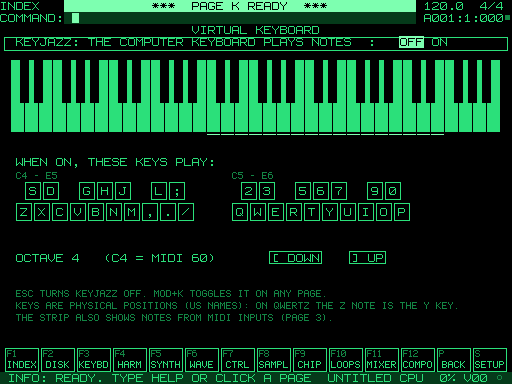 INDEX *** PAGE K READY *** 120.0 4/4
COMMAND: A001:1:000
VIRTUAL KEYBOARD
KEYJAZZ: THE COMPUTER KEYBOARD PLAYS NOTES : OFF ON
WHEN ON, THESE KEYS PLAY:
C4 - E5 C5 - E6
S D G H J L ; 2 3 5 6 7 9 0
Z X C V B N M , . / Q W E R T Y U I O P
OCTAVE 4 (C4 = MIDI 60) [ DOWN ] UP
ESC TURNS KEYJAZZ OFF. MOD+K TOGGLES IT ON ANY PAGE.
KEYS ARE PHYSICAL POSITIONS (US NAMES): ON QWERTZ THE Z NOTE IS THE Y KEY.
THE STRIP ALSO SHOWS NOTES FROM MIDI INPUTS (PAGE 3).
F1 F2 F3 F4 F5 F6 F7 F8 F9 F10 F11 F12 P S
INDEX DISK KEYBD HARM SYNTH WAVE CTRL SAMPL CHIP LOOPS MIXER COMPO BACK SETUP
INFO: READY. TYPE HELP OR CLICK A PAGE UNTITLED CPU 0% V00